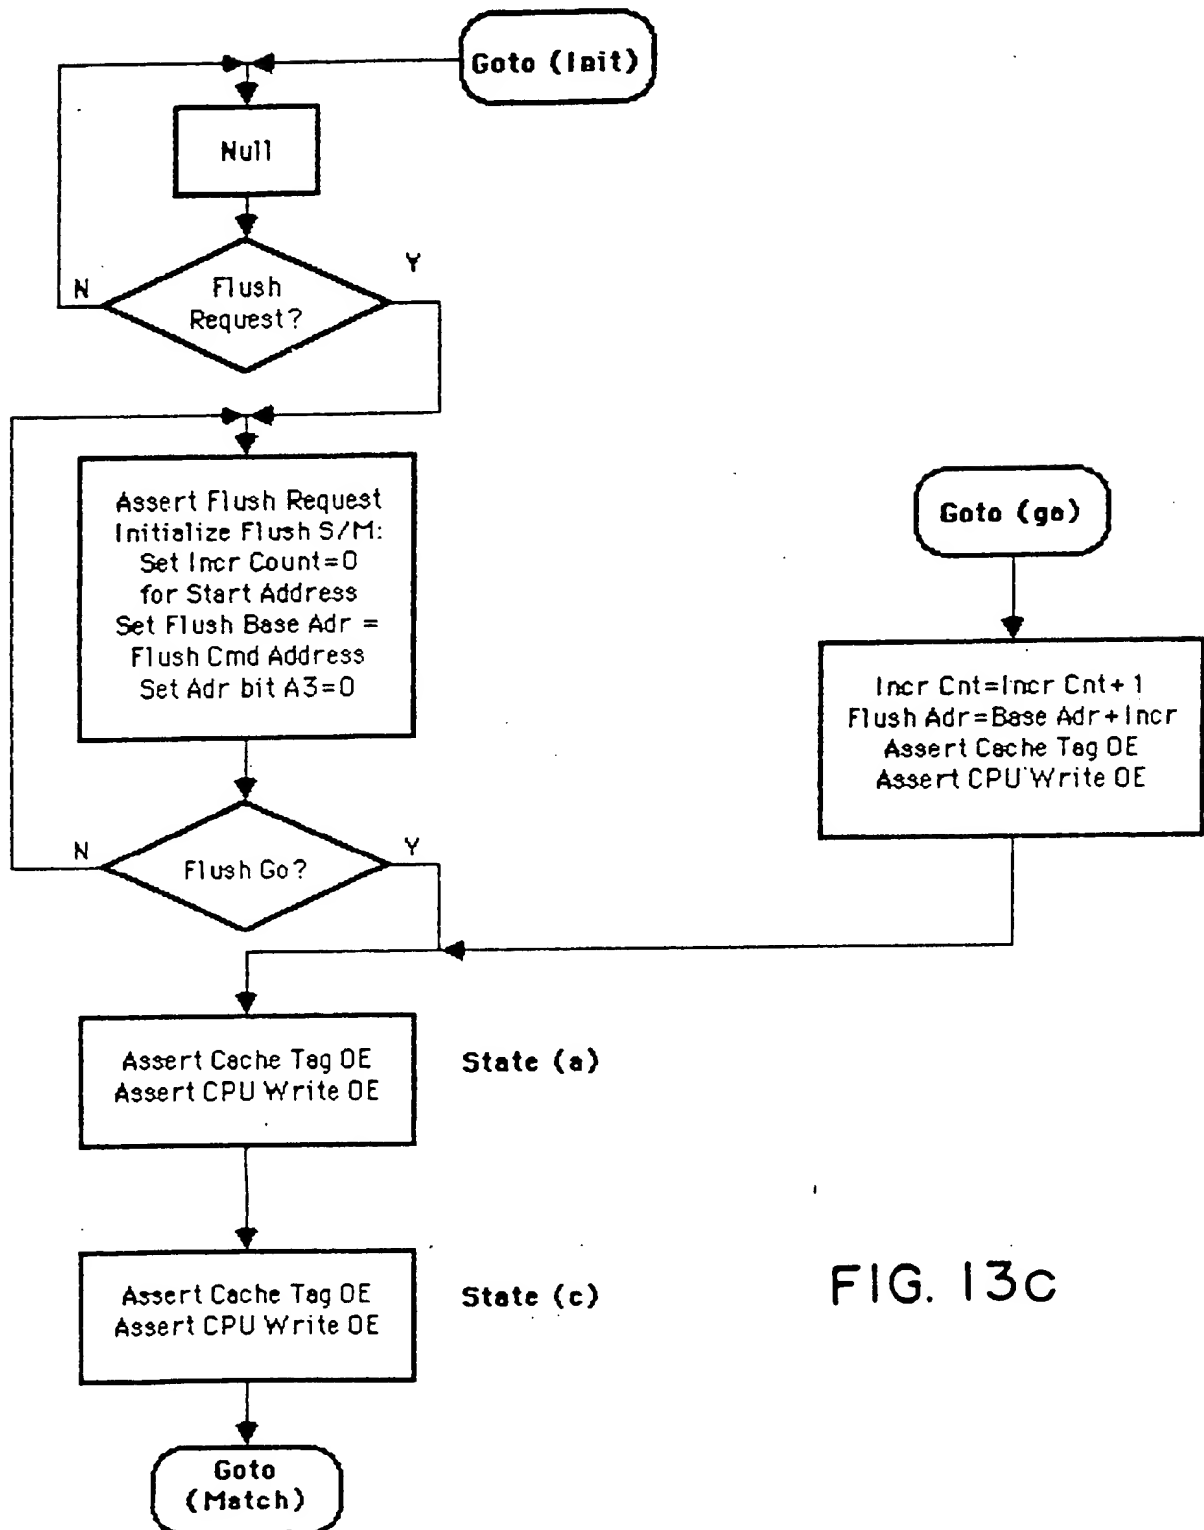 Goto (Init)
Null
N
Y
Flush
Request?
Assert Flush Request
Initialize Flush S/M:
Set Incr Count=0
for Start Address
Set Flush Base Adr =
Flush Cmd Address
Set Adr bit A3=0
Goto (go)
Incr Cnt=Incr Cnt+1
Flush Adr=Base Adr+Incr
Assert Cache Tag OE
Assert CPU Write OE
N
Y
Flush Go?
Assert Cache Tag OE
Assert CPU Write OE
State (a)
Assert Cache Tag OE
Assert CPU Write OE
State (c)
FIG. 13c
Goto
(Match)